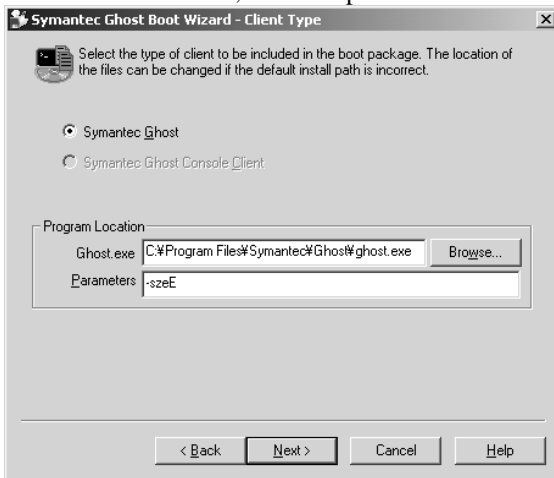 Symantec Ghost Boot Wizard - Client Type
Select the type of client to be included in the boot package. The location of
the files can be changed if the default install path is incorrect.
Symantec Ghost
Symantec Ghost Console Client
Program Location
Ghost.exe C:¥Program Files¥Symantec¥Ghost¥ghost.exe Browse...
Parameters -szeE
< Back Next > Cancel Help